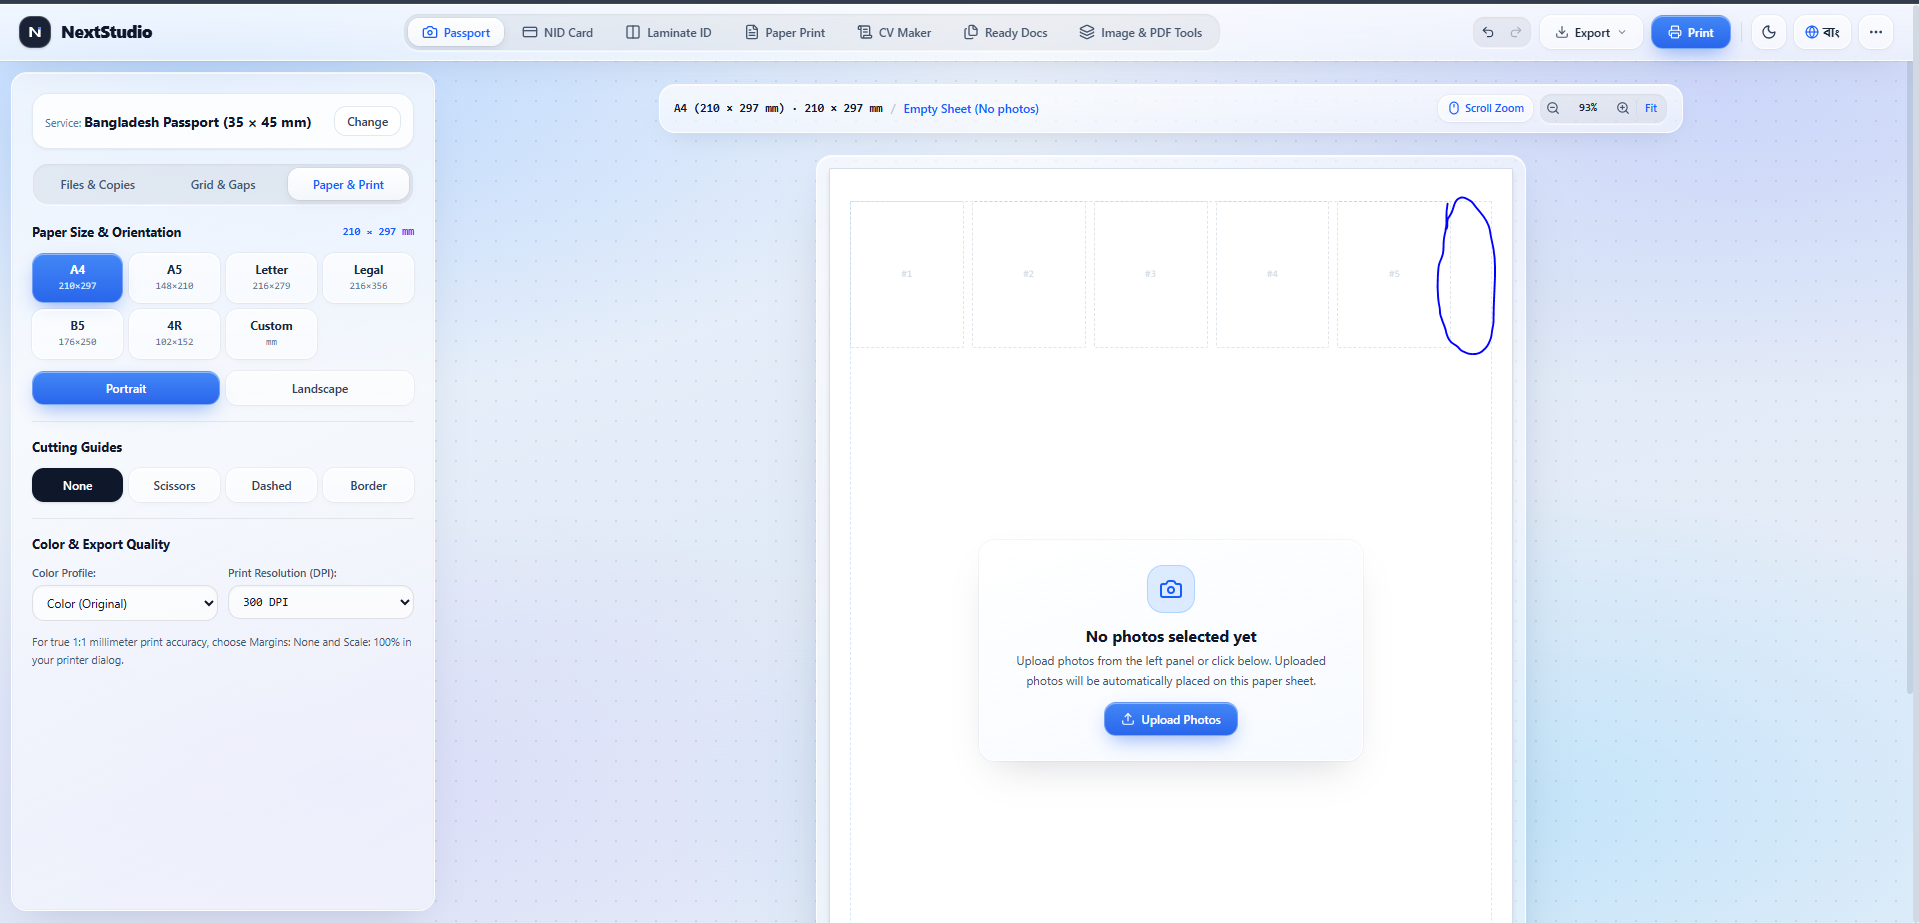 N NextStudio
Passport
NID Card
Laminate ID
Paper Print
CV Maker
Ready Docs
Image & PDF Tools
Export
Print
বাং
Service: Bangladesh Passport (35 × 45 mm)
Change
A4 (210 × 297 mm) · 210 × 297 mm / Empty Sheet (No photos)
Scroll Zoom
93%
Fit
Files & Copies
Grid & Gaps
Paper & Print
Paper Size & Orientation
210 × 297 mm
A4
210×297
A5
148×210
Letter
216×279
Legal
216×356
B5
176×250
4R
102×152
Custom
mm
Portrait
Landscape
Cutting Guides
None
Scissors
Dashed
Border
Color & Export Quality
Color Profile:
Print Resolution (DPI):
Color (Original)
300 DPI
For true 1:1 millimeter print accuracy, choose Margins: None and Scale: 100% in
your printer dialog.
#1
#2
#3
#4
#5
No photos selected yet
Upload photos from the left panel or click below. Uploaded
photos will be automatically placed on this paper sheet.
Upload Photos